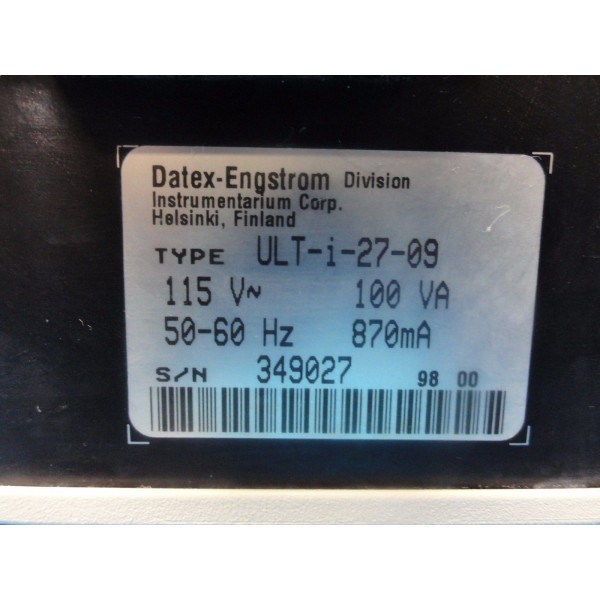 Datex-Engstrom Division
Instrumentarium Corp.
Helsinki, Finland
TYPE ULT-i-27-09
115 V~ 100 VA
50-60 Hz 870mA
S/N 349027 98 00